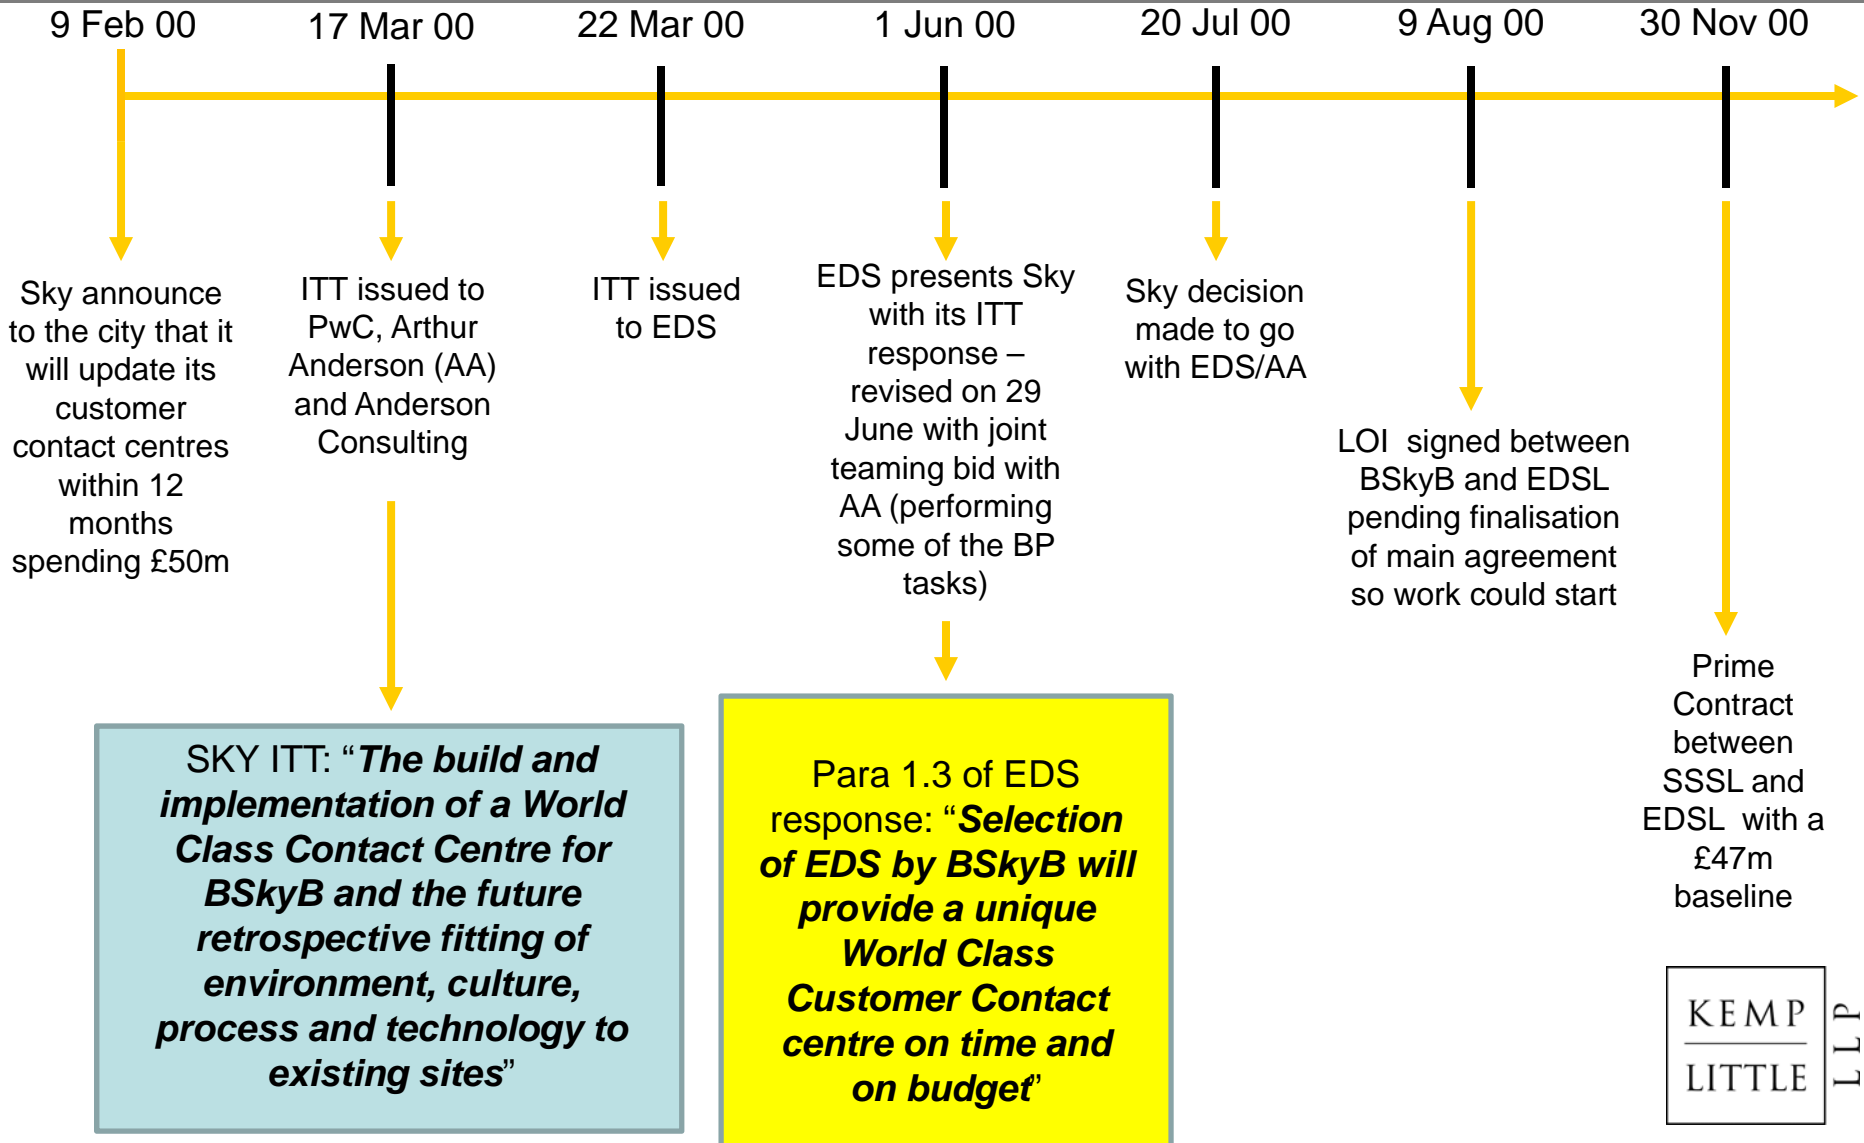 9 Feb 00
17 Mar 00
22 Mar 00
1 Jun 00
20 Jul 00
9 Aug 00
30 Nov 00
Sky announce
to the city that it
will update its
customer
contact centres
within 12
months
spending £50m
ITT issued to
PwC, Arthur
Anderson (AA)
and Anderson
Consulting
ITT issued
to EDS
EDS presents Sky
with its ITT
response –
revised on 29
June with joint
teaming bid with
AA (performing
some of the BP
tasks)
Sky decision
made to go
with EDS/AA
LOI signed between
BSkyB and EDSL
pending finalisation
of main agreement
so work could start
Prime
Contract
between
SSSL and
EDSL with a
£47m
baseline
SKY ITT: “The build and
implementation of a World
Class Contact Centre for
BSkyB and the future
retrospective fitting of
environment, culture,
process and technology to
existing sites”
Para 1.3 of EDS
response: “Selection
of EDS by BSkyB will
provide a unique
World Class
Customer Contact
centre on time and
on budget”
KEMP
LITTLE
LLP